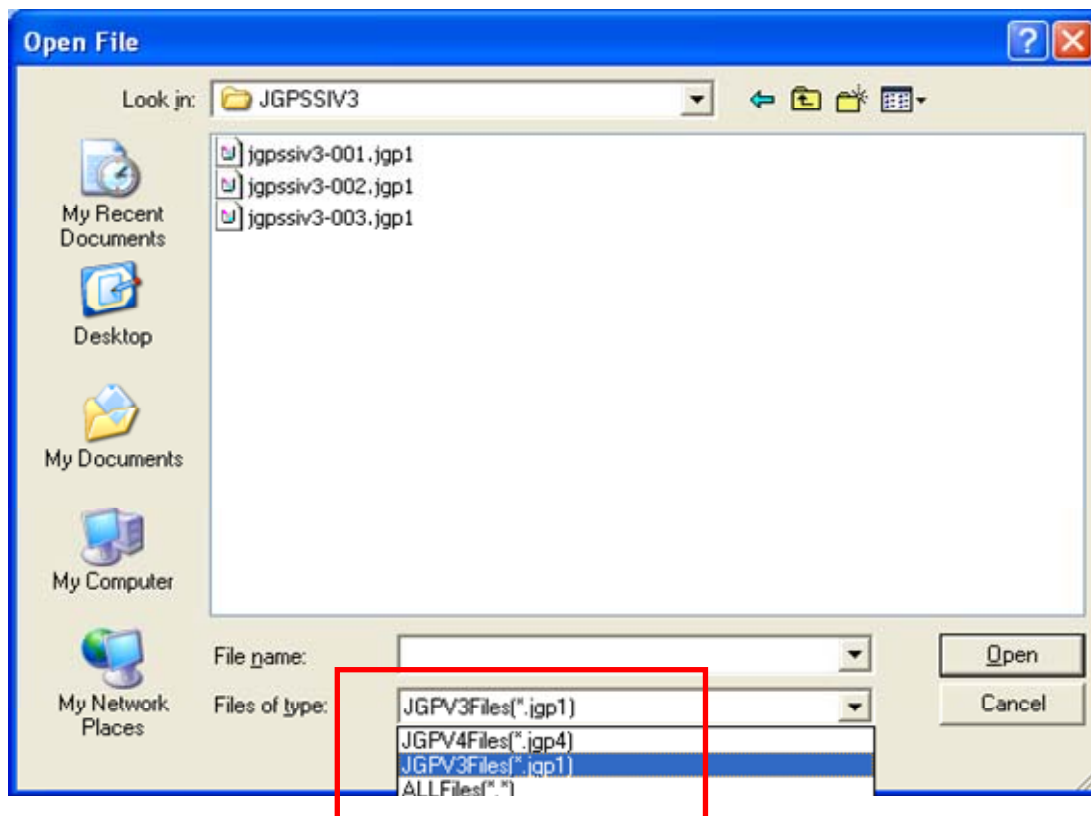 Open File
Look in: JGPSSIV3
jgpssiv3-001.jgp1
jgpssiv3-002.jgp1
jgpssiv3-003.jgp1
My Recent
Documents
Desktop
My Documents
My Computer
My Network
Places
File name:
Open
Files of type: JGPV3Files(*.jgp1)
Cancel
JGPV4Files(*.jgp4)
JGPV3Files(*.jgp1)
ALLFiles(*.*)